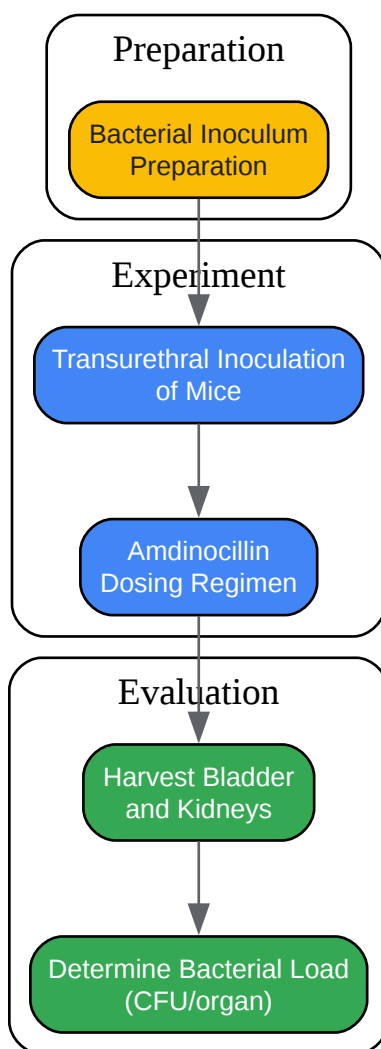 Preparation
Bacterial Inoculum
Preparation
Experiment
Transurethral Inoculation
of Mice
Amdinocillin
Dosing Regimen
Evaluation
Harvest Bladder
and Kidneys
Determine Bacterial Load
(CFU/organ)